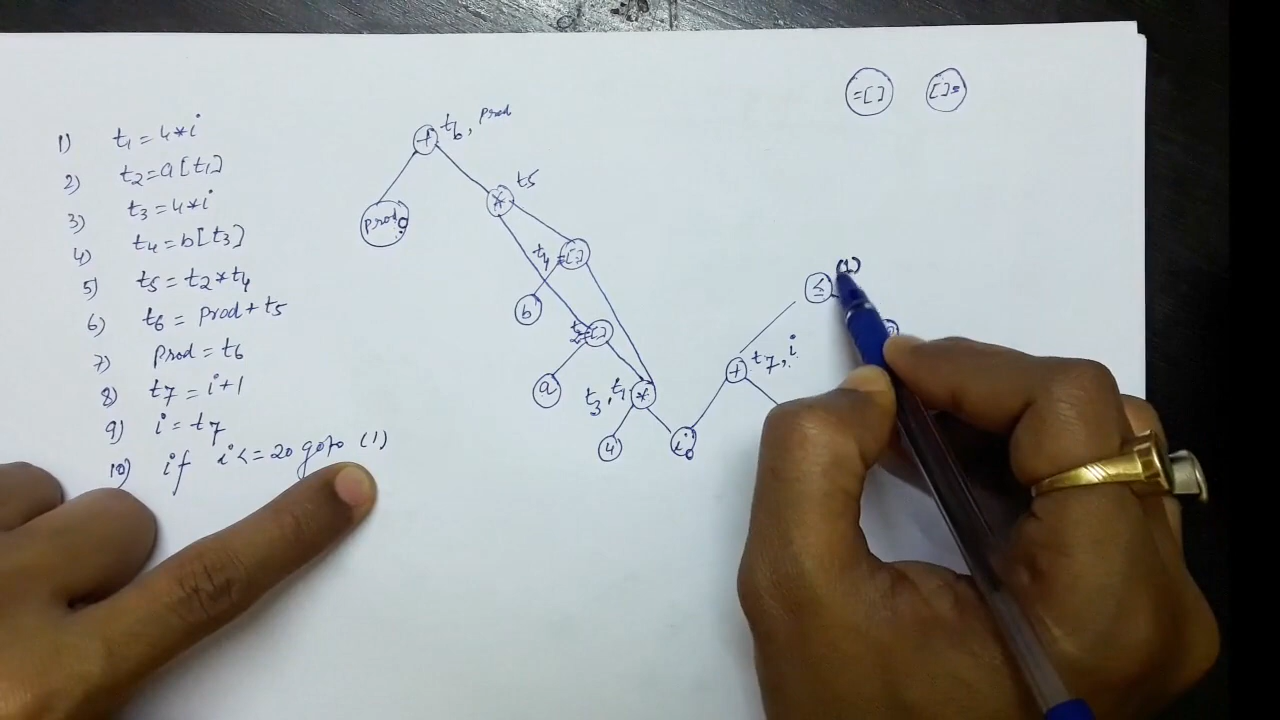 1) t1 = 4*i
2) t2 = a[t1]
3) t3 = 4*i
4) t4 = b[t3]
5) t5 = t2*t4
6) t6 = Prod + t5
7) Prod = t6
8) t7 = i+1
9) i = t7
10) if i <= 20 goto (1)
=[] []=
+ t6, Prod
Prod0
* t5
t4 =[]
b
t2 =[]
a
t3, t1 *
4
i0
≤ (1)
+ t7, i